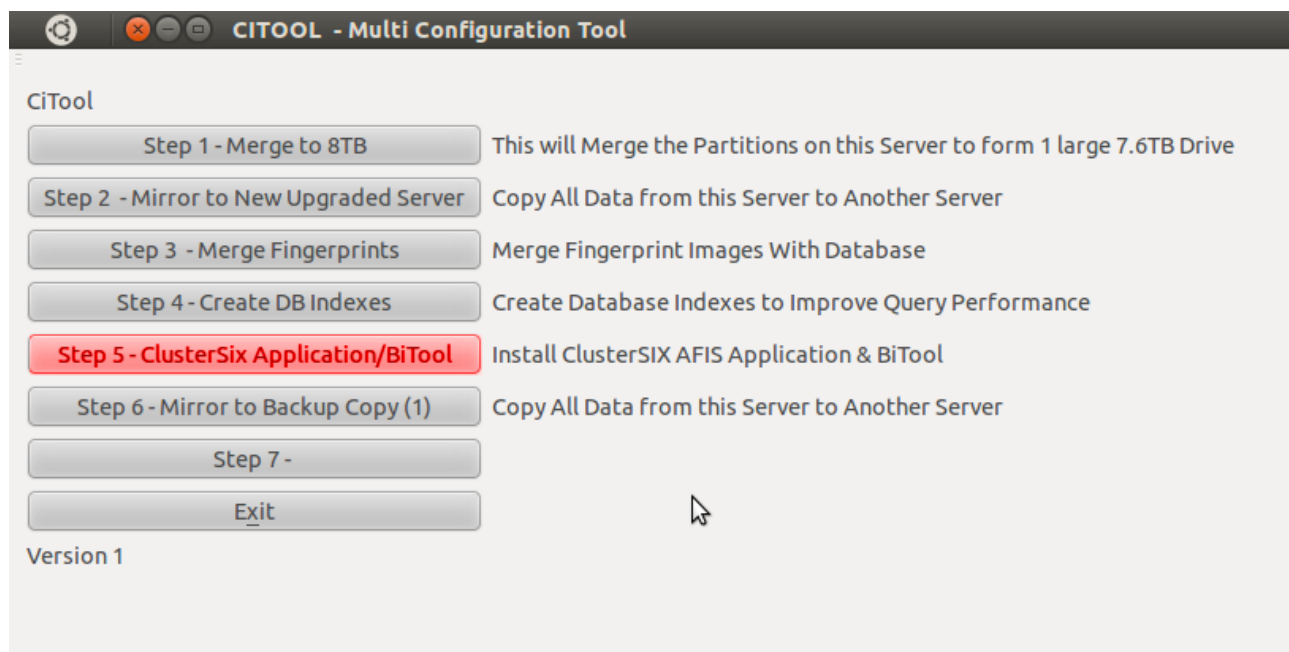 CITOOL - Multi Configuration Tool
CiTool
Step 1 - Merge to 8TB This will Merge the Partitions on this Server to form 1 large 7.6TB Drive
Step 2 - Mirror to New Upgraded Server Copy All Data from this Server to Another Server
Step 3 - Merge Fingerprints Merge Fingerprint Images With Database
Step 4 - Create DB Indexes Create Database Indexes to Improve Query Performance
Step 5 - ClusterSix Application/BiTool Install ClusterSIX AFIS Application & BiTool
Step 6 - Mirror to Backup Copy (1) Copy All Data from this Server to Another Server
Step 7 -
Exit
Version 1